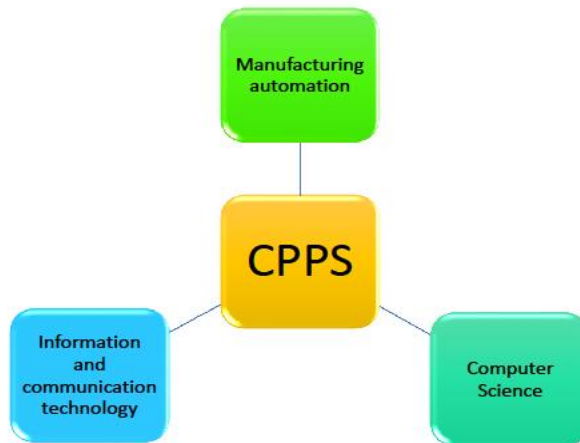 Manufacturing
automation
CPPS
Information
and
communication
technology
Computer
Science